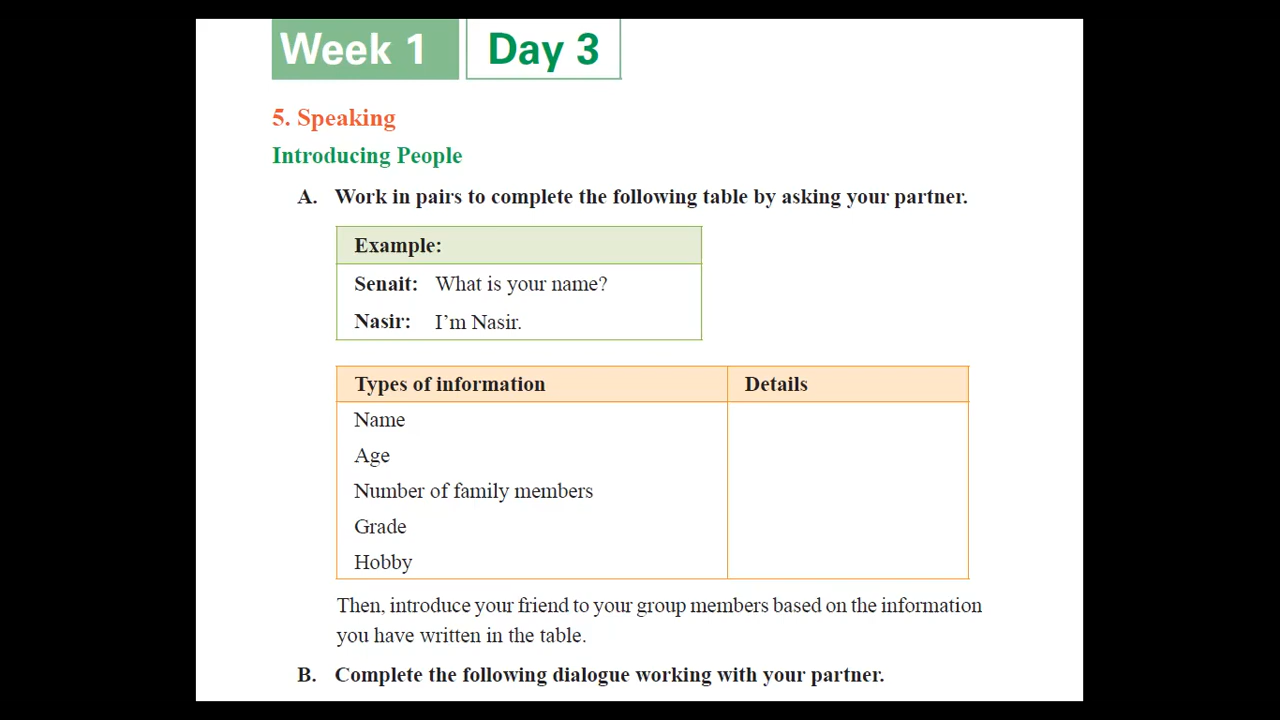 Week 1 Day 3
5. Speaking
Introducing People
A. Work in pairs to complete the following table by asking your partner.
Example:
Senait: What is your name?
Nasir: I’m Nasir.
Types of information Details
Name
Age
Number of family members
Grade
Hobby
Then, introduce your friend to your group members based on the information
you have written in the table.
B. Complete the following dialogue working with your partner.